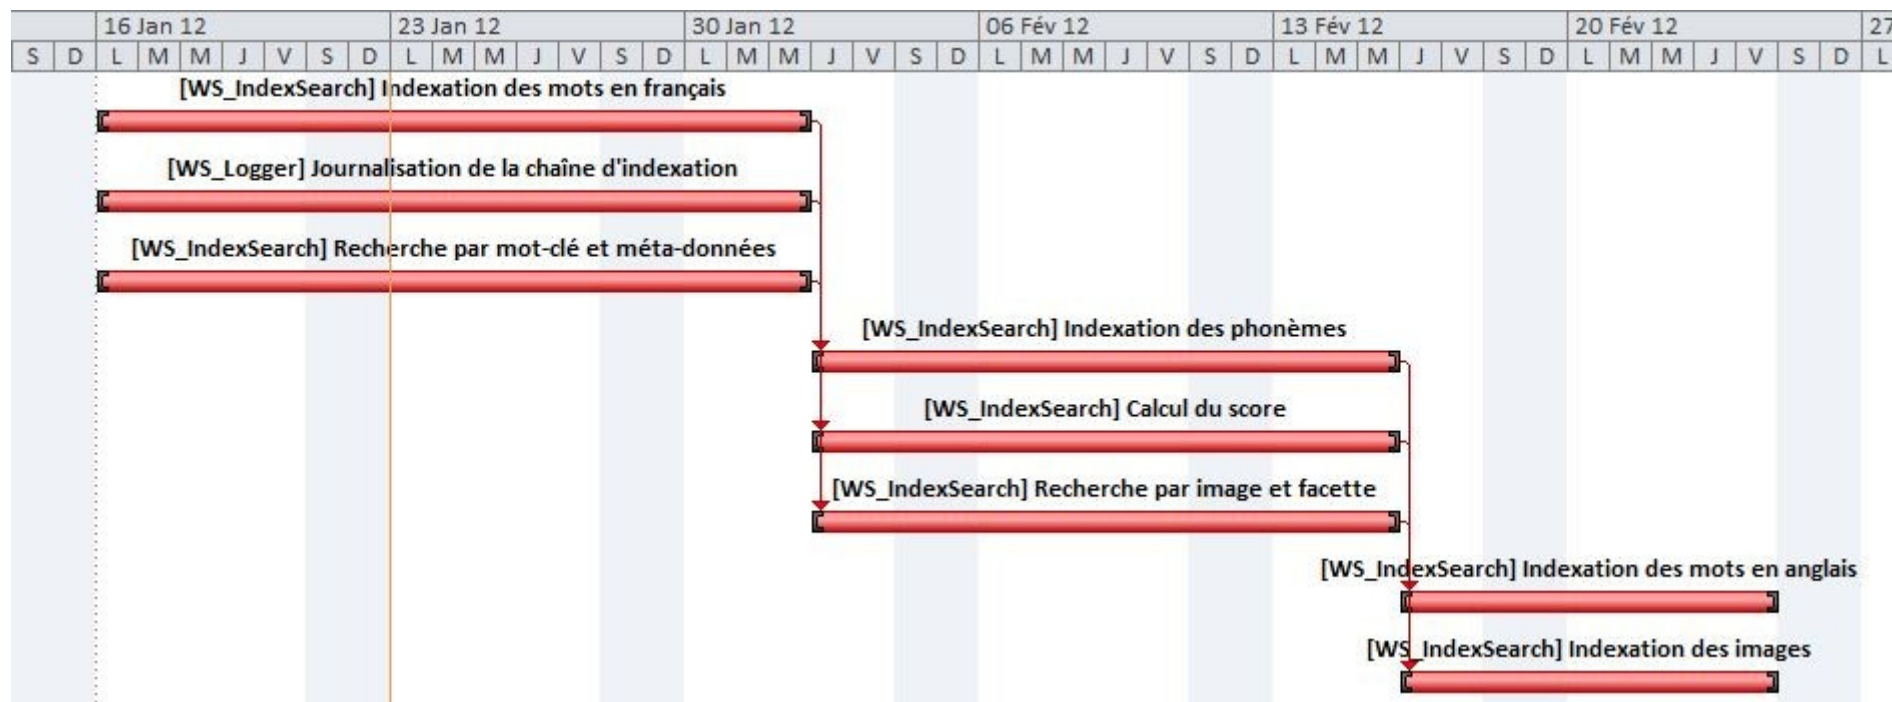 16 Jan 12 23 Jan 12 30 Jan 12 06 Fév 12 13 Fév 12 20 Fév 12 27
S D L M M J V S D L M M J V S D L M M J V S D L M M J V S D L M M J V S D L M M J V S D L
[WS_IndexSearch] Indexation des mots en français
[WS_Logger] Journalisation de la chaîne d'indexation
[WS_IndexSearch] Recherche par mot-clé et méta-données
[WS_IndexSearch] Indexation des phonèmes
[WS_IndexSearch] Calcul du score
[WS_IndexSearch] Recherche par image et facette
[WS_IndexSearch] Indexation des mots en anglais
[WS_IndexSearch] Indexation des images